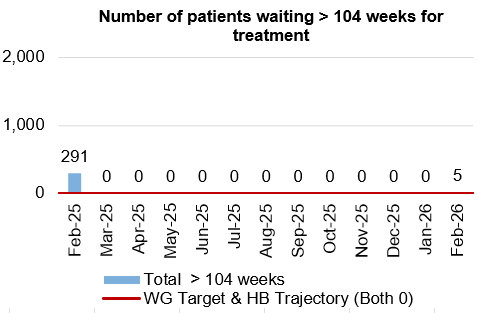 Number of patients waiting > 104 weeks for
treatment
2,000
1,000
0
291
0 0 0 0 0 0 0 0 0 0 0 5
Feb-25
Mar-25
Apr-25
May-25
Jun-25
Jul-25
Aug-25
Sep-25
Oct-25
Nov-25
Dec-25
Jan-26
Feb-26
Total > 104 weeks
WG Target & HB Trajectory (Both 0)